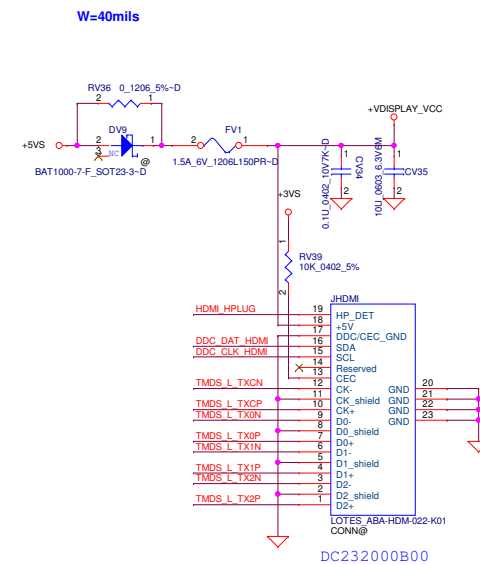 W=40mils
RV36 0_1206_5%~D
2 1
DV9 FV1
+VDISPLAY_VCC
+5VS 2 1 2 1
3 NC @
1.5A_6V_1206L150PR~D
BAT1000-7-F_SOT23-3~D
0.1U_0402_10V7K~D
CV34
1
2
10U_0603_6.3V6M
CV35
1
2
+3VS
1
RV39
10K_0402_5%
2
JHDMI
HDMI_HPLUG 19 HP_DET
18 +5V
17 DDC/CEC_GND
DDC_DAT_HDMI 16 SDA
DDC_CLK_HDMI 15 SCL
14 Reserved
13 CEC
TMDS_L_TXCN 12 CK- GND 20
11 CK_shield GND 21
TMDS_L_TXCP 10 CK+ GND 22
TMDS_L_TX0N 9 D0- GND 23
8 D0_shield
TMDS_L_TX0P 7 D0+
TMDS_L_TX1N 6 D1-
5 D1_shield
TMDS_L_TX1P 4 D1+
TMDS_L_TX2N 3 D2-
2 D2_shield
TMDS_L_TX2P 1 D2+
LOTES_ABA-HDM-022-K01
CONN@
DC232000B00